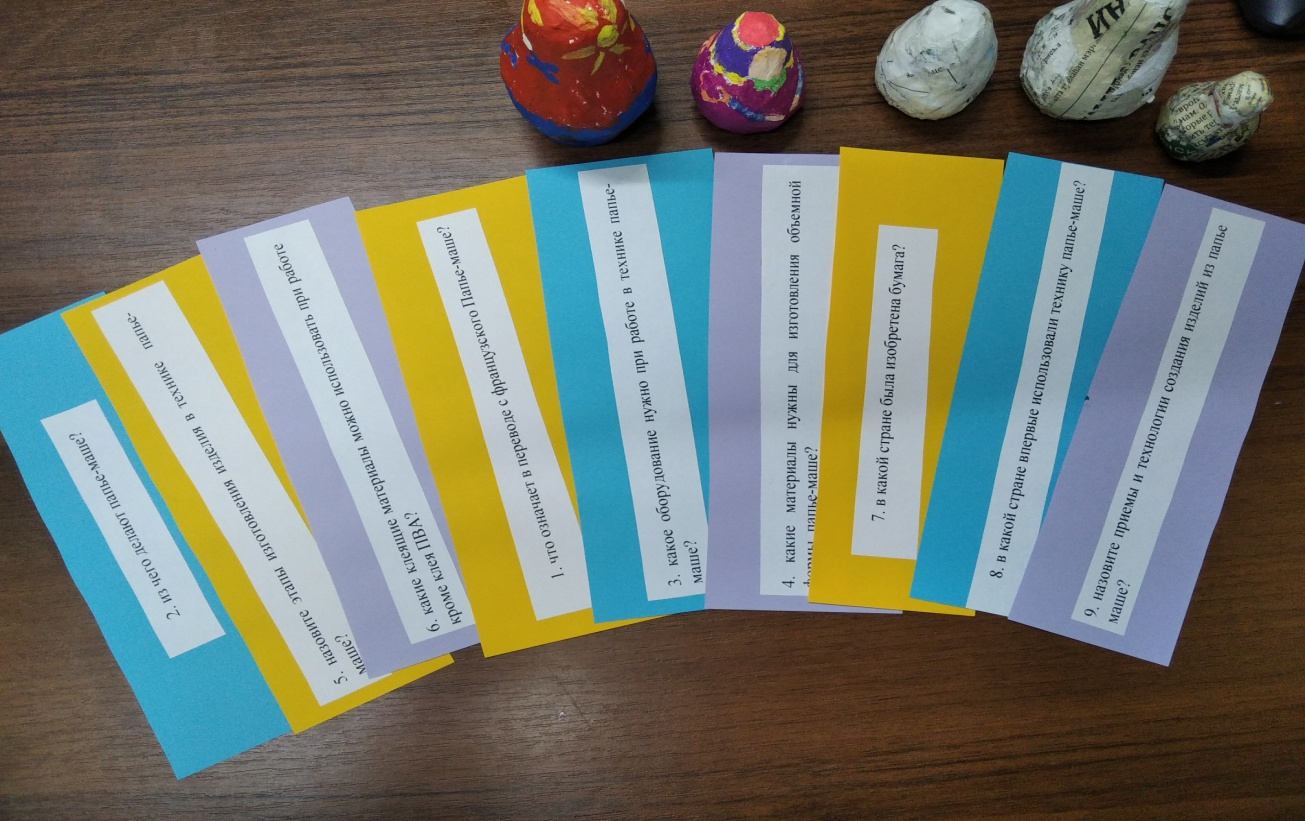 2. из чего делают папье-маше?
5. назовите этапы изготовления изделия в технике папье-
маше?
6. какие клеящие материалы можно использовать при работе
кроме клея ПВА?
1. что означает в переводе с французского Папье-маше?
3. какое оборудование нужно при работе в технике папье-
маше?
4. какие материалы нужны для изготовления объемной
формы папье-маше?
7. в какой стране была изобретена бумага?
8. в какой стране впервые использовали технику папье-маше?
9. назовите приемы и технологии создания изделий из папье
маше?